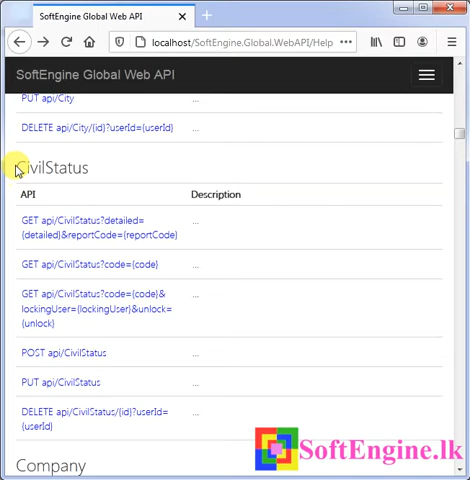 SoftEngine Global Web API
localhost/SoftEngine.Global.WebAPI/Help
SoftEngine Global Web API
PUT api/City
...
DELETE api/City/{id}?userId={userId}
...
CivilStatus
API Description
GET api/CivilStatus?detailed=
{detailed}&reportCode={reportCode}
...
GET api/CivilStatus?code={code}
...
GET api/CivilStatus?code={code}&
lockingUser={lockingUser}&unlock=
{unlock}
...
POST api/CivilStatus
...
PUT api/CivilStatus
...
DELETE api/CivilStatus/{id}?userId=
{userId}
...
SoftEngine.lk
Company